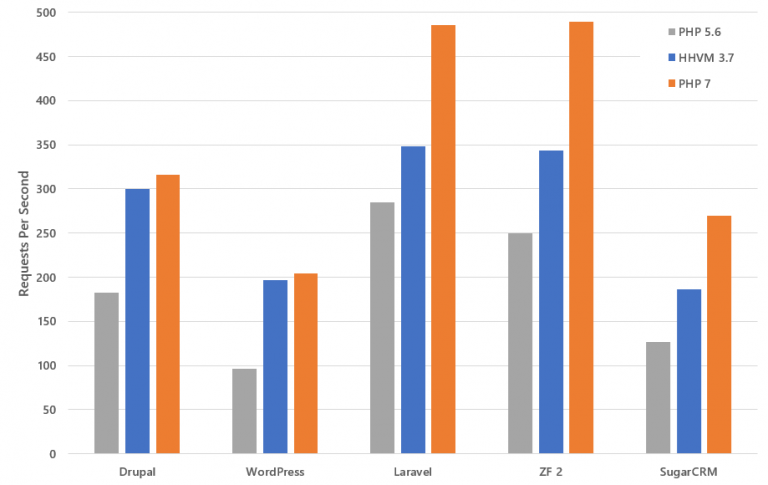 500
450
400
350
300
250
200
150
100
50
0
Requests Per Second
PHP 5.6
HHVM 3.7
PHP 7
Drupal
WordPress
Laravel
ZF 2
SugarCRM